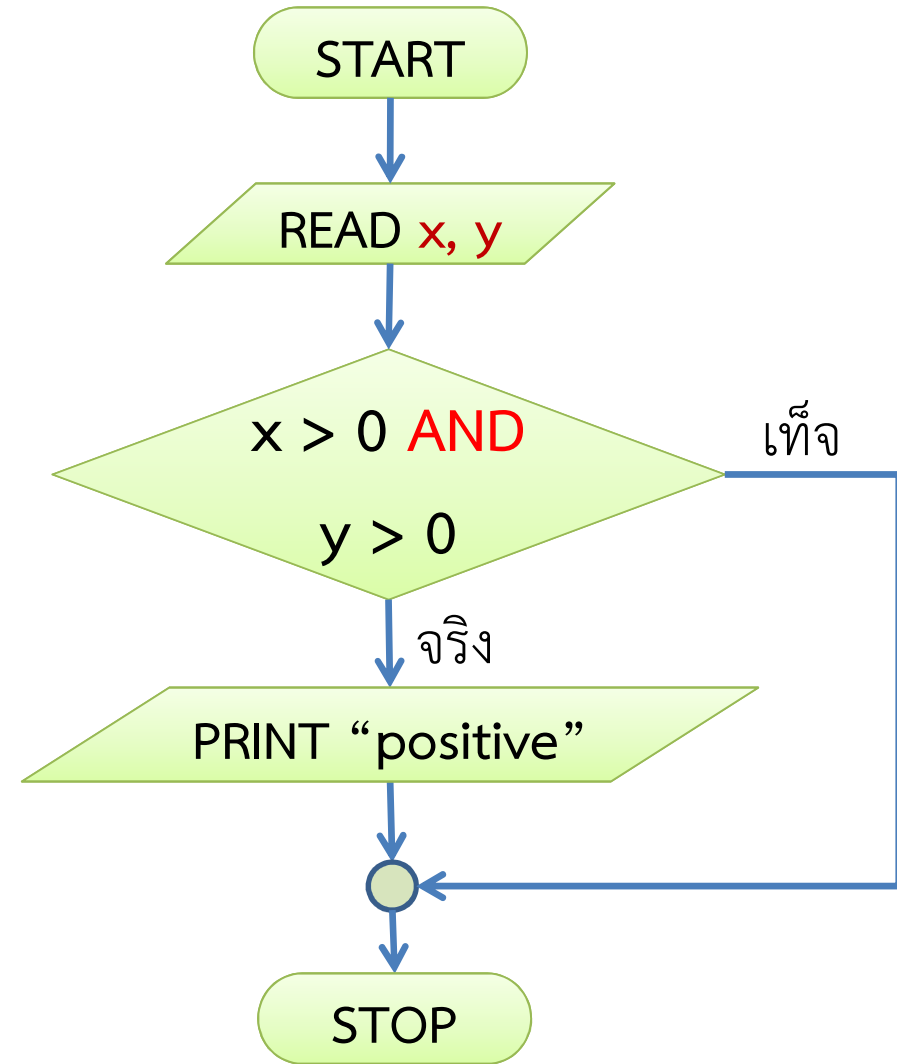 START
READ x, y
x > 0 AND
y > 0
เท็จ
จริง
PRINT “positive”
STOP